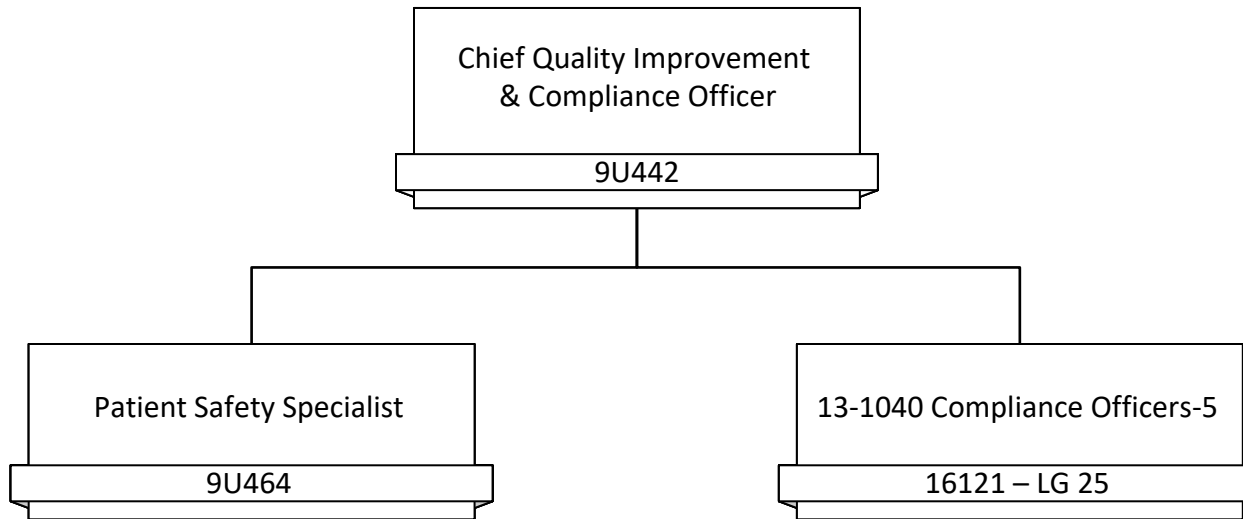 Chief Quality Improvement
& Compliance Officer
9U442
Patient Safety Specialist
9U464
13-1040 Compliance Officers-5
16121 – LG 25